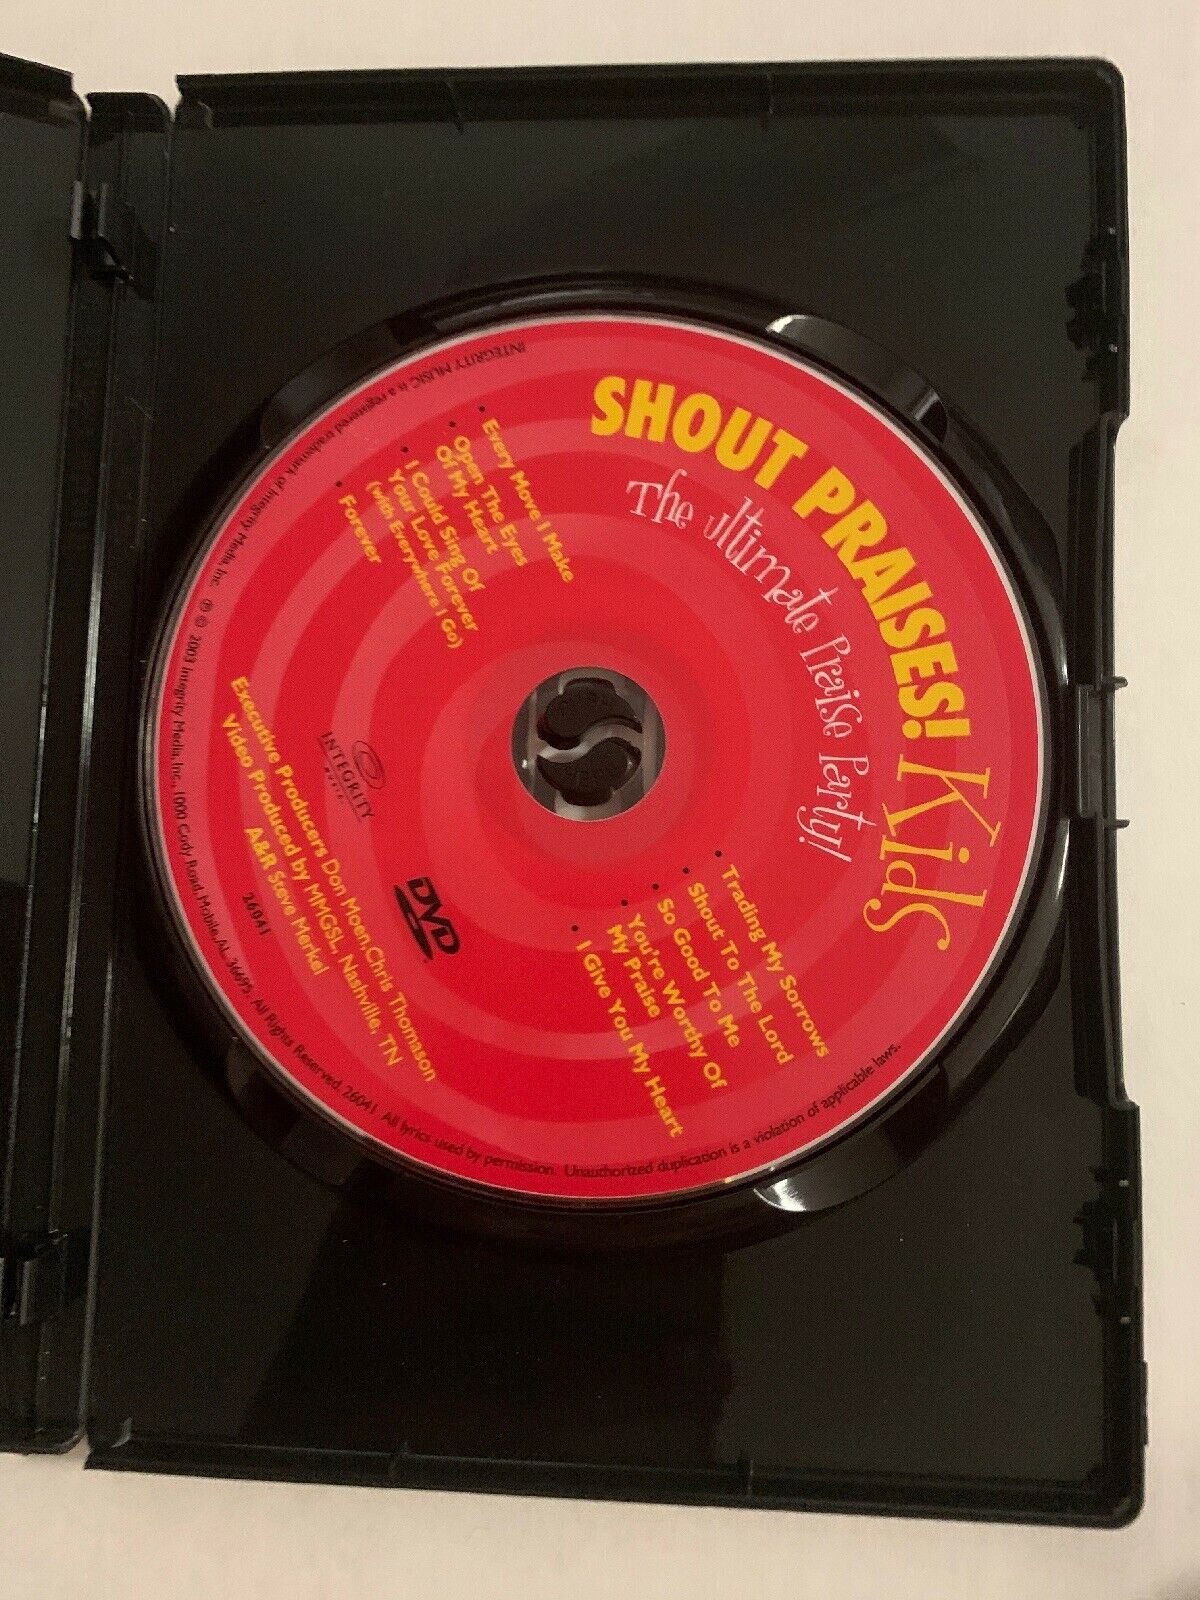 SHOUT PRAISES! Kids
The Ultimate Praise Party!
• Every Move I Make
• Open The Eyes
Of My Heart
• I Could Sing Of
Your Love Forever
(with Everywhere I Go)
• Forever
• Trading My Sorrows
• Shout To The Lord
• So Good To Me
• You're Worthy Of
My Praise
• I Give You My Heart
INTEGRITY
MUSIC
DVD
Executive Producers Don Moen, Chris Thomason
Video Produced by MMGSL, Nashville, TN
A&R Steve Merkel
26041
INTEGRITY MUSIC is a registered trademark of Integrity Media, Inc. ℗ © 2003 Integrity Media, Inc., 1000 Cody Road, Mobile, AL 36695. All Rights Reserved. 26041 All lyrics used by permission. Unauthorized duplication is a violation of applicable laws.